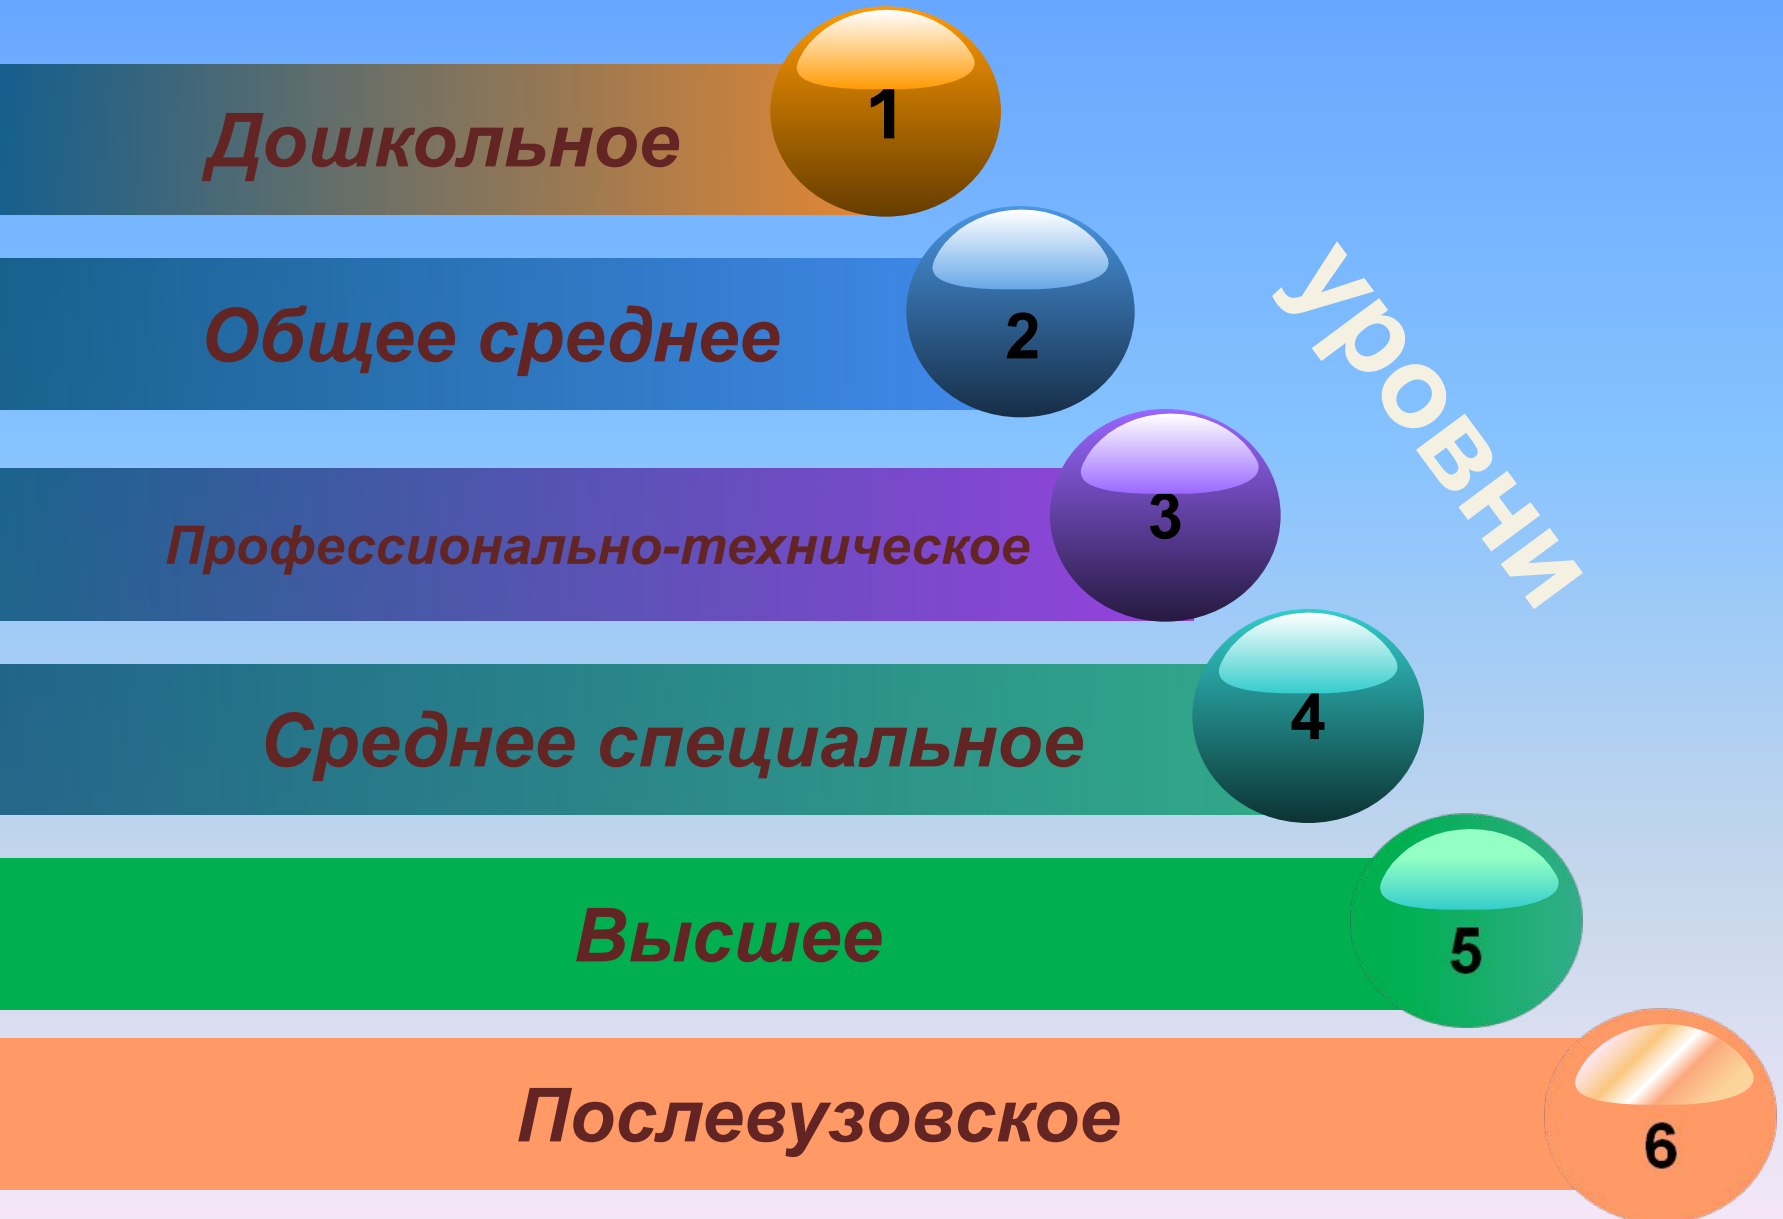 Дошкольное
1
Общее среднее
2
Профессионально-техническое
3
Среднее специальное
4
Высшее
5
Послевузовское
6
уровни